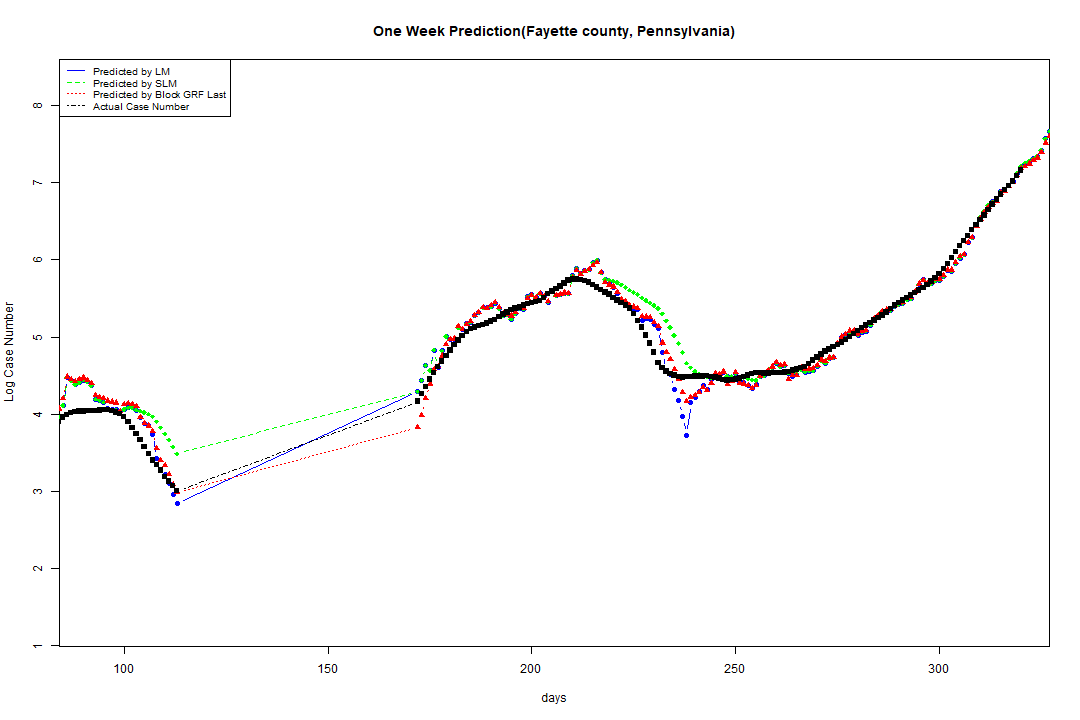 One Week Prediction(Fayette county, Pennsylvania)
Predicted by LM
Predicted by SLM
Predicted by Block GRF Last
Actual Case Number
8
7
6
5
4
3
2
1
Log Case Number
100 150 200 250 300
days